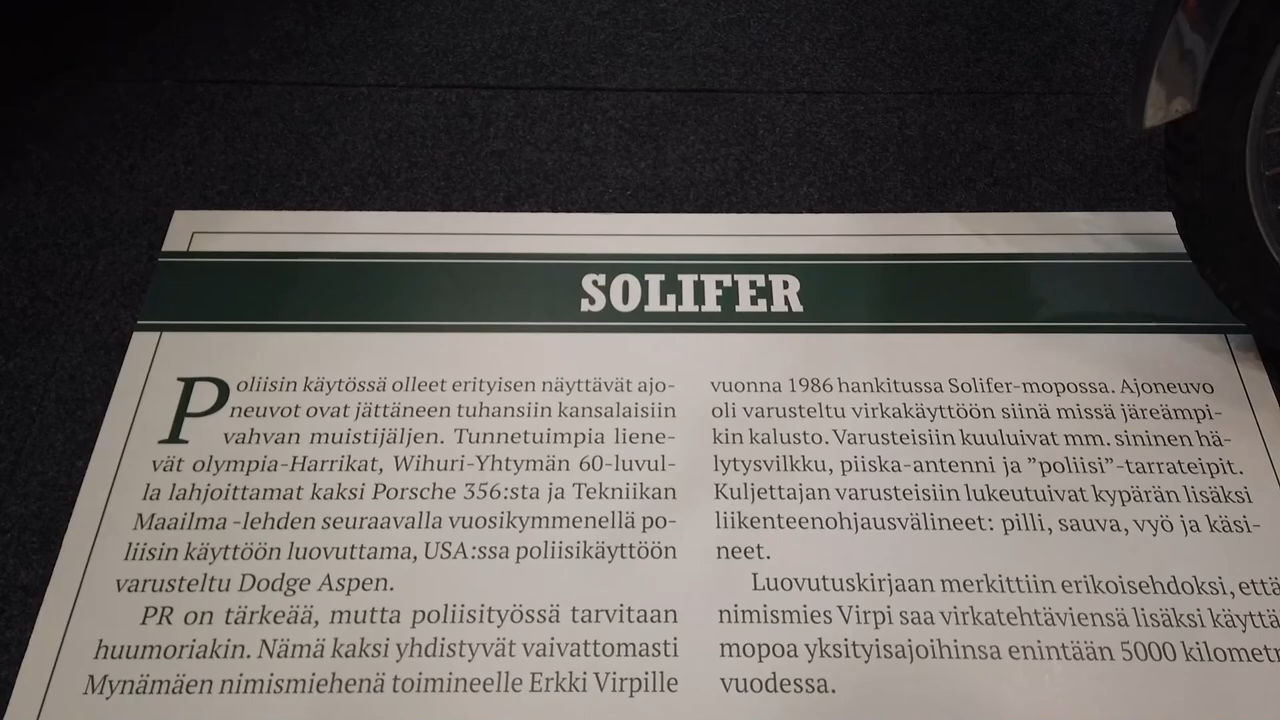 SOLIFER
Poliisin käytössä olleet erityisen näyttävät ajo-
neuvot ovat jättäneen tuhansiin kansalaisiin
vahvan muistijäljen. Tunnetuimpia liene-
vät olympia-Harrikat, Wihuri-Yhtymän 60-luvul-
la lahjoittamat kaksi Porsche 356:sta ja Tekniikan
Maailma -lehden seuraavalla vuosikymmenellä po-
liisin käyttöön luovuttama, USA:ssa poliisikäyttöön
varusteltu Dodge Aspen.
PR on tärkeää, mutta poliisityössä tarvitaan
huumoriakin. Nämä kaksi yhdistyvät vaivattomasti
Mynämäen nimismiehenä toimineelle Erkki Virpille
vuonna 1986 hankitussa Solifer-mopossa. Ajoneuvo
oli varusteltu virkakäyttöön siinä missä järeämpi-
kin kalusto. Varusteisiin kuuluivat mm. sininen hä-
lytysvilkku, piiska-antenni ja ”poliisi”-tarrateipit.
Kuljettajan varusteisiin lukeutuivat kypärän lisäksi
liikenteenohjausvälineet: pilli, sauva, vyö ja käsi-
neet.
Luovutuskirjaan merkittiin erikoisehdoksi, että
nimismies Virpi saa virkatehtäviensä lisäksi käyttä
mopoa yksityisajoihinsa enintään 5000 kilometr
vuodessa.